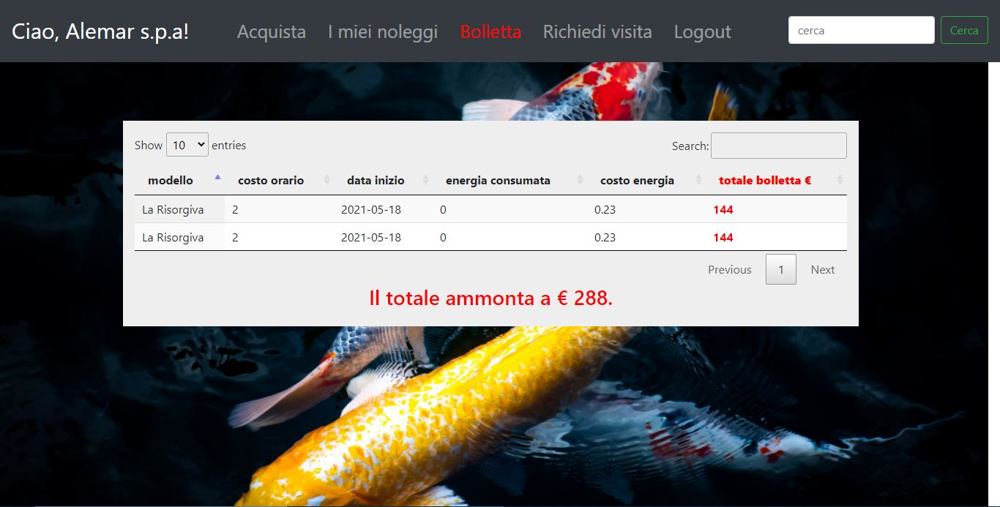 Ciao, Alemar s.p.a! Acquista I miei noleggi Bolletta Richiedi visita Logout cerca Cerca
Show 10 entries Search:
modello costo orario data inizio energia consumata costo energia totale bolletta €
La Risorgiva 2 2021-05-18 0 0.23 144
La Risorgiva 2 2021-05-18 0 0.23 144
Previous 1 Next
Il totale ammonta a € 288.